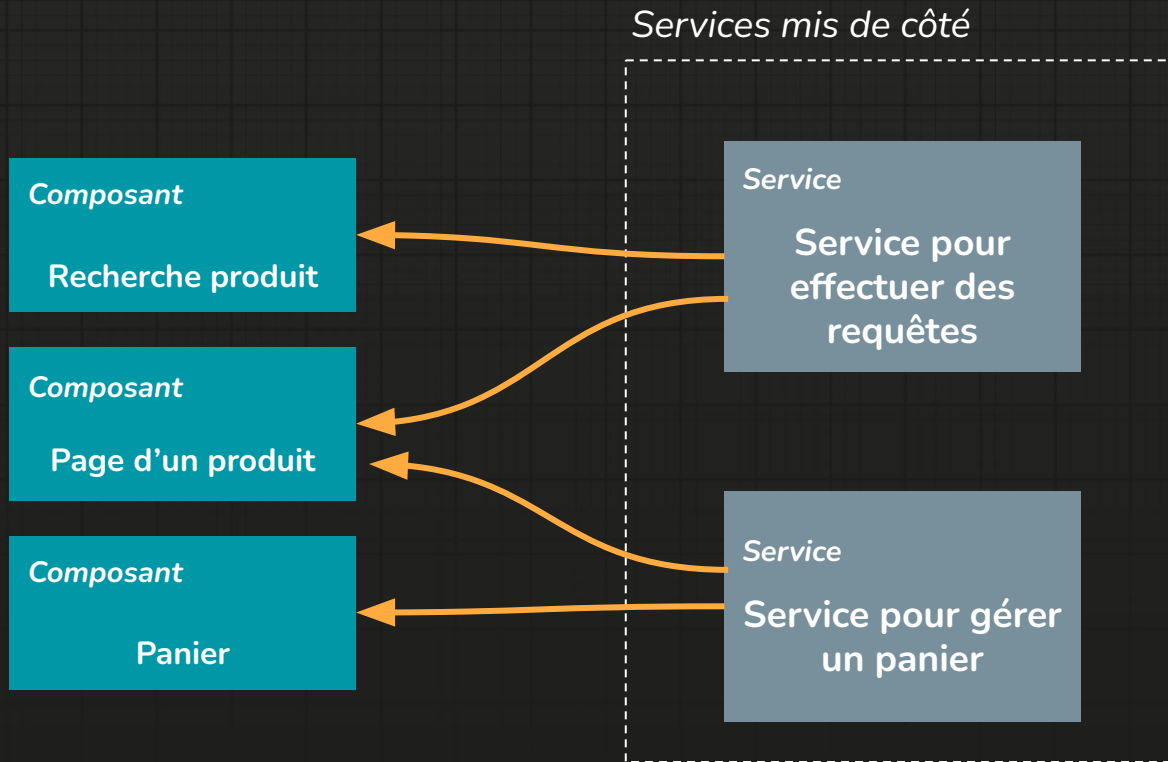 Services mis de côté
Composant
Recherche produit
Composant
Page d’un produit
Composant
Panier
Service
Service pour
effectuer des
requêtes
Service
Service pour gérer
un panier